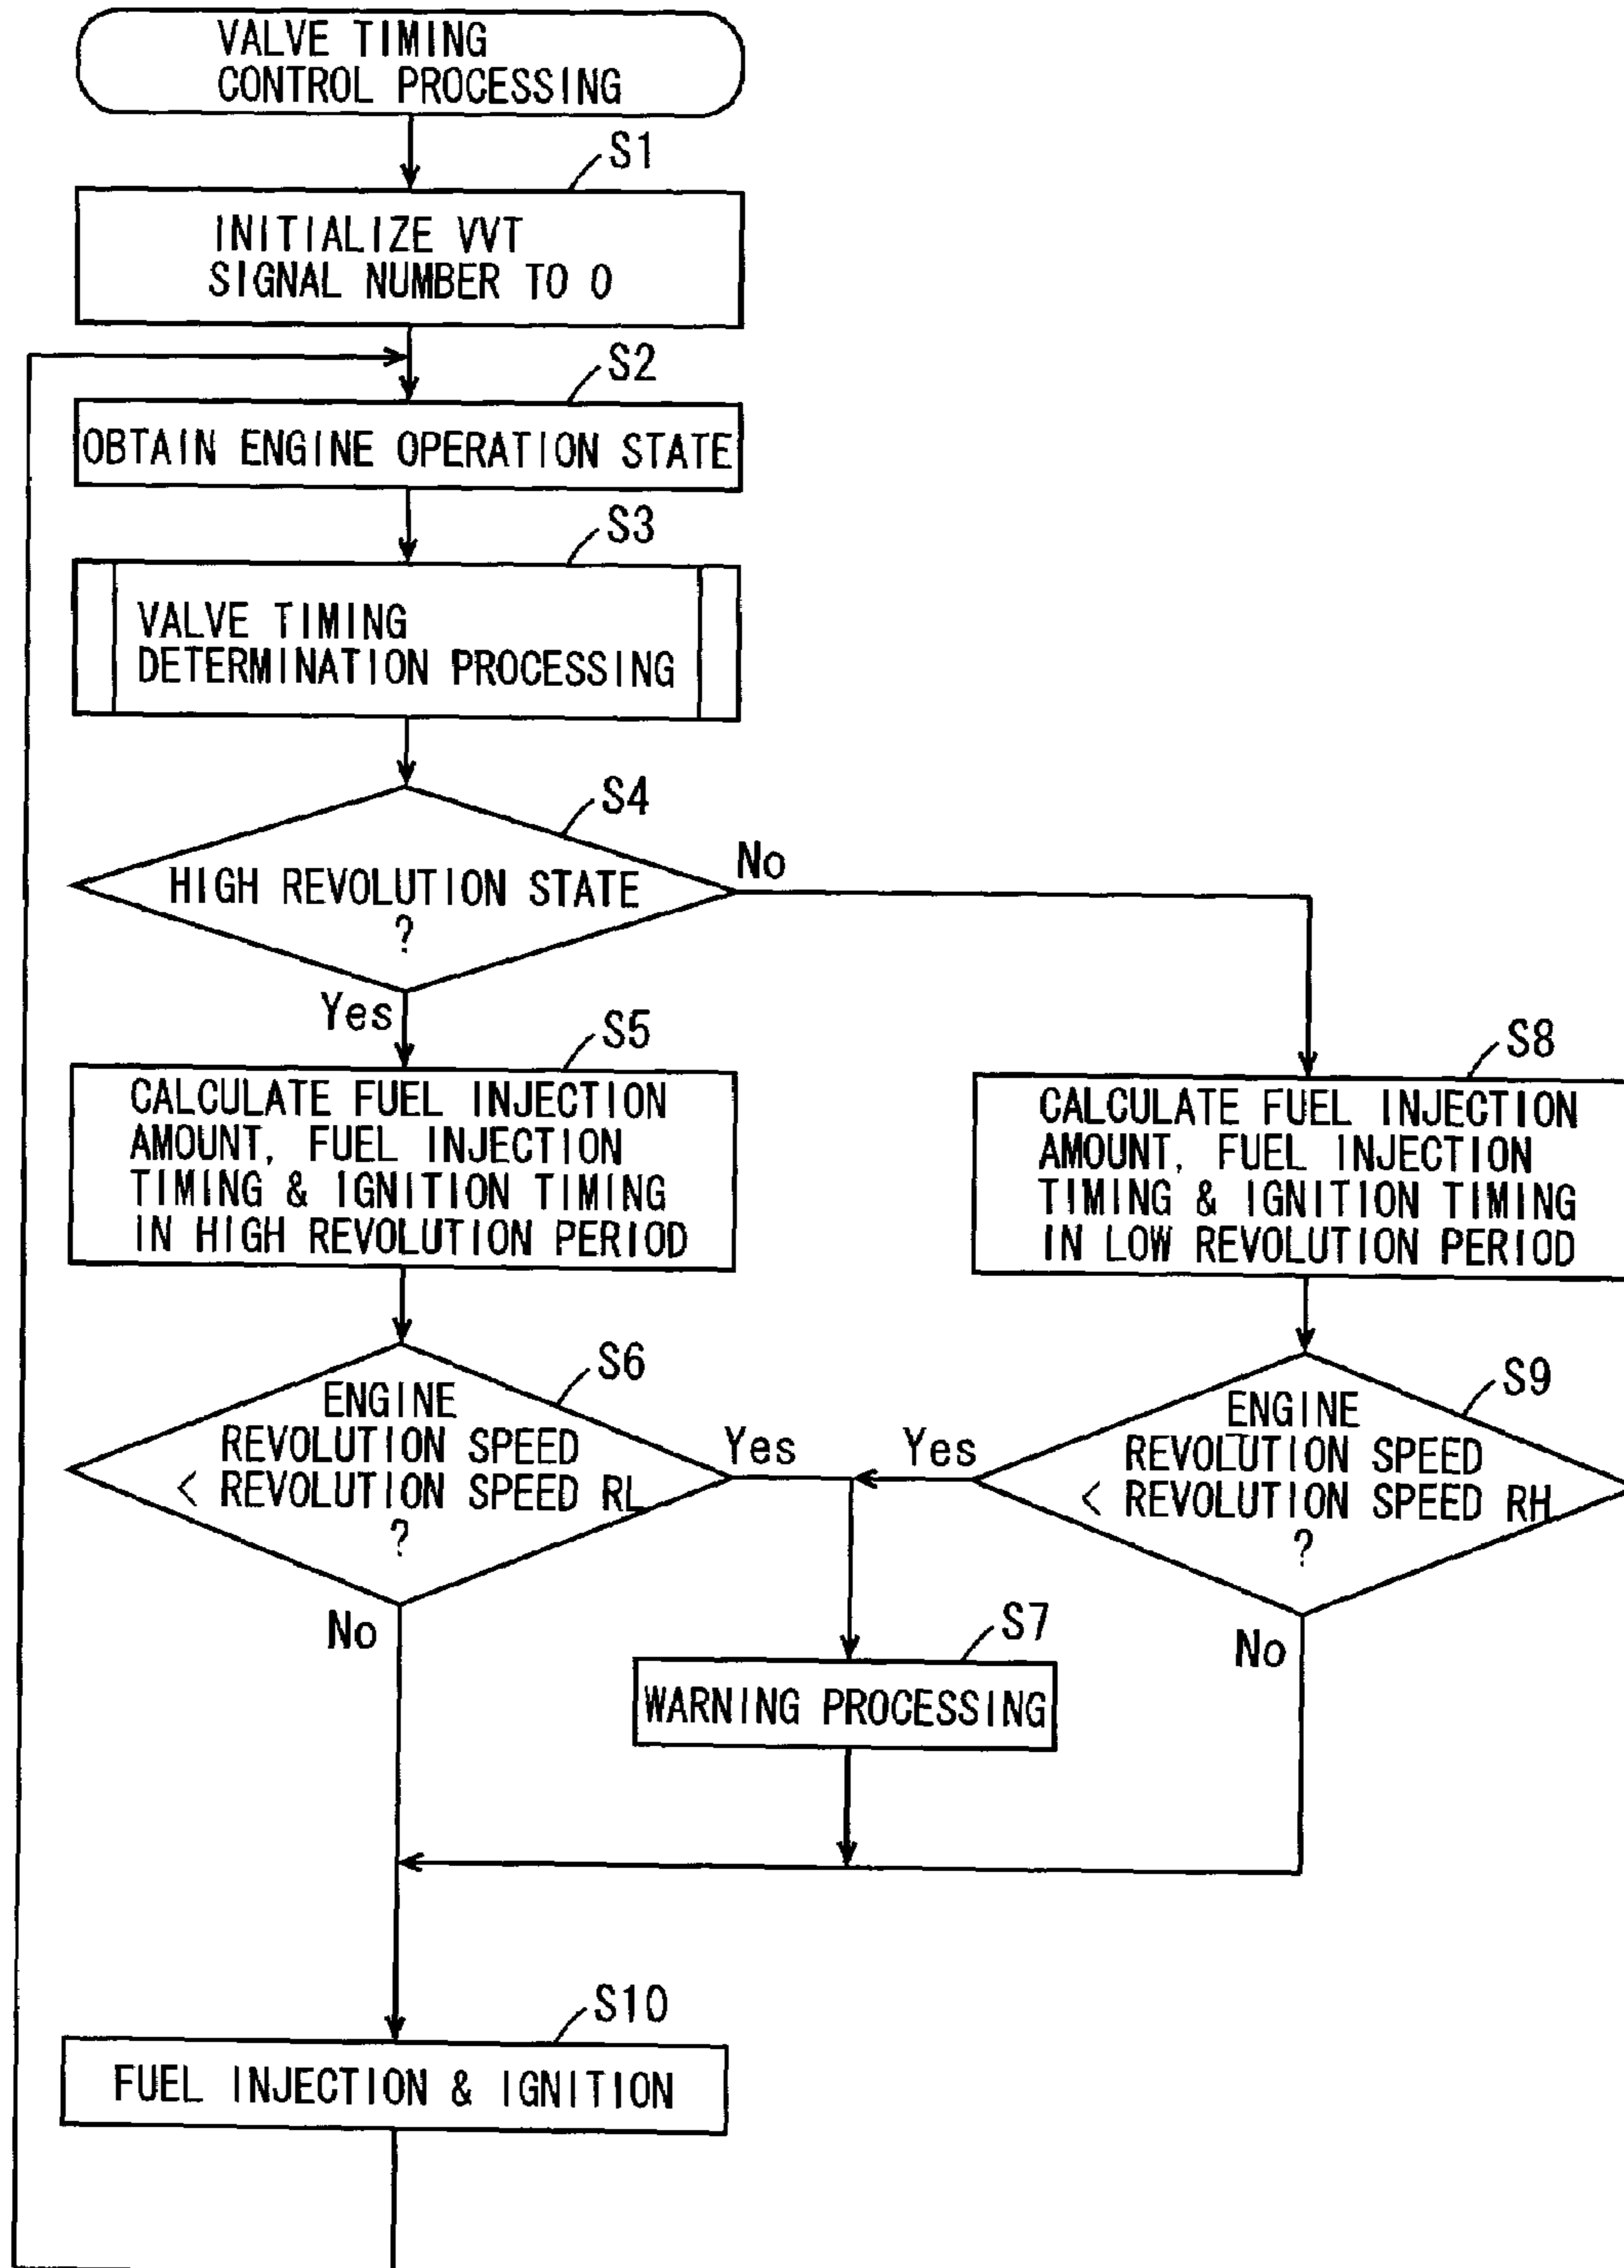 VALVE TIMING
CONTROL PROCESSING
S1
INITIALIZE VVT
SIGNAL NUMBER TO 0
S2
OBTAIN ENGINE OPERATION STATE
S3
VALVE TIMING
DETERMINATION PROCESSING
S4
HIGH REVOLUTION STATE
?
No
Yes
S5
CALCULATE FUEL INJECTION
AMOUNT, FUEL INJECTION
TIMING & IGNITION TIMING
IN HIGH REVOLUTION PERIOD
S8
CALCULATE FUEL INJECTION
AMOUNT, FUEL INJECTION
TIMING & IGNITION TIMING
IN LOW REVOLUTION PERIOD
S6
ENGINE
REVOLUTION SPEED
< REVOLUTION SPEED RL
?
Yes
No
S9
ENGINE
REVOLUTION SPEED
< REVOLUTION SPEED RH
?
Yes
No
S7
WARNING PROCESSING
S10
FUEL INJECTION & IGNITION